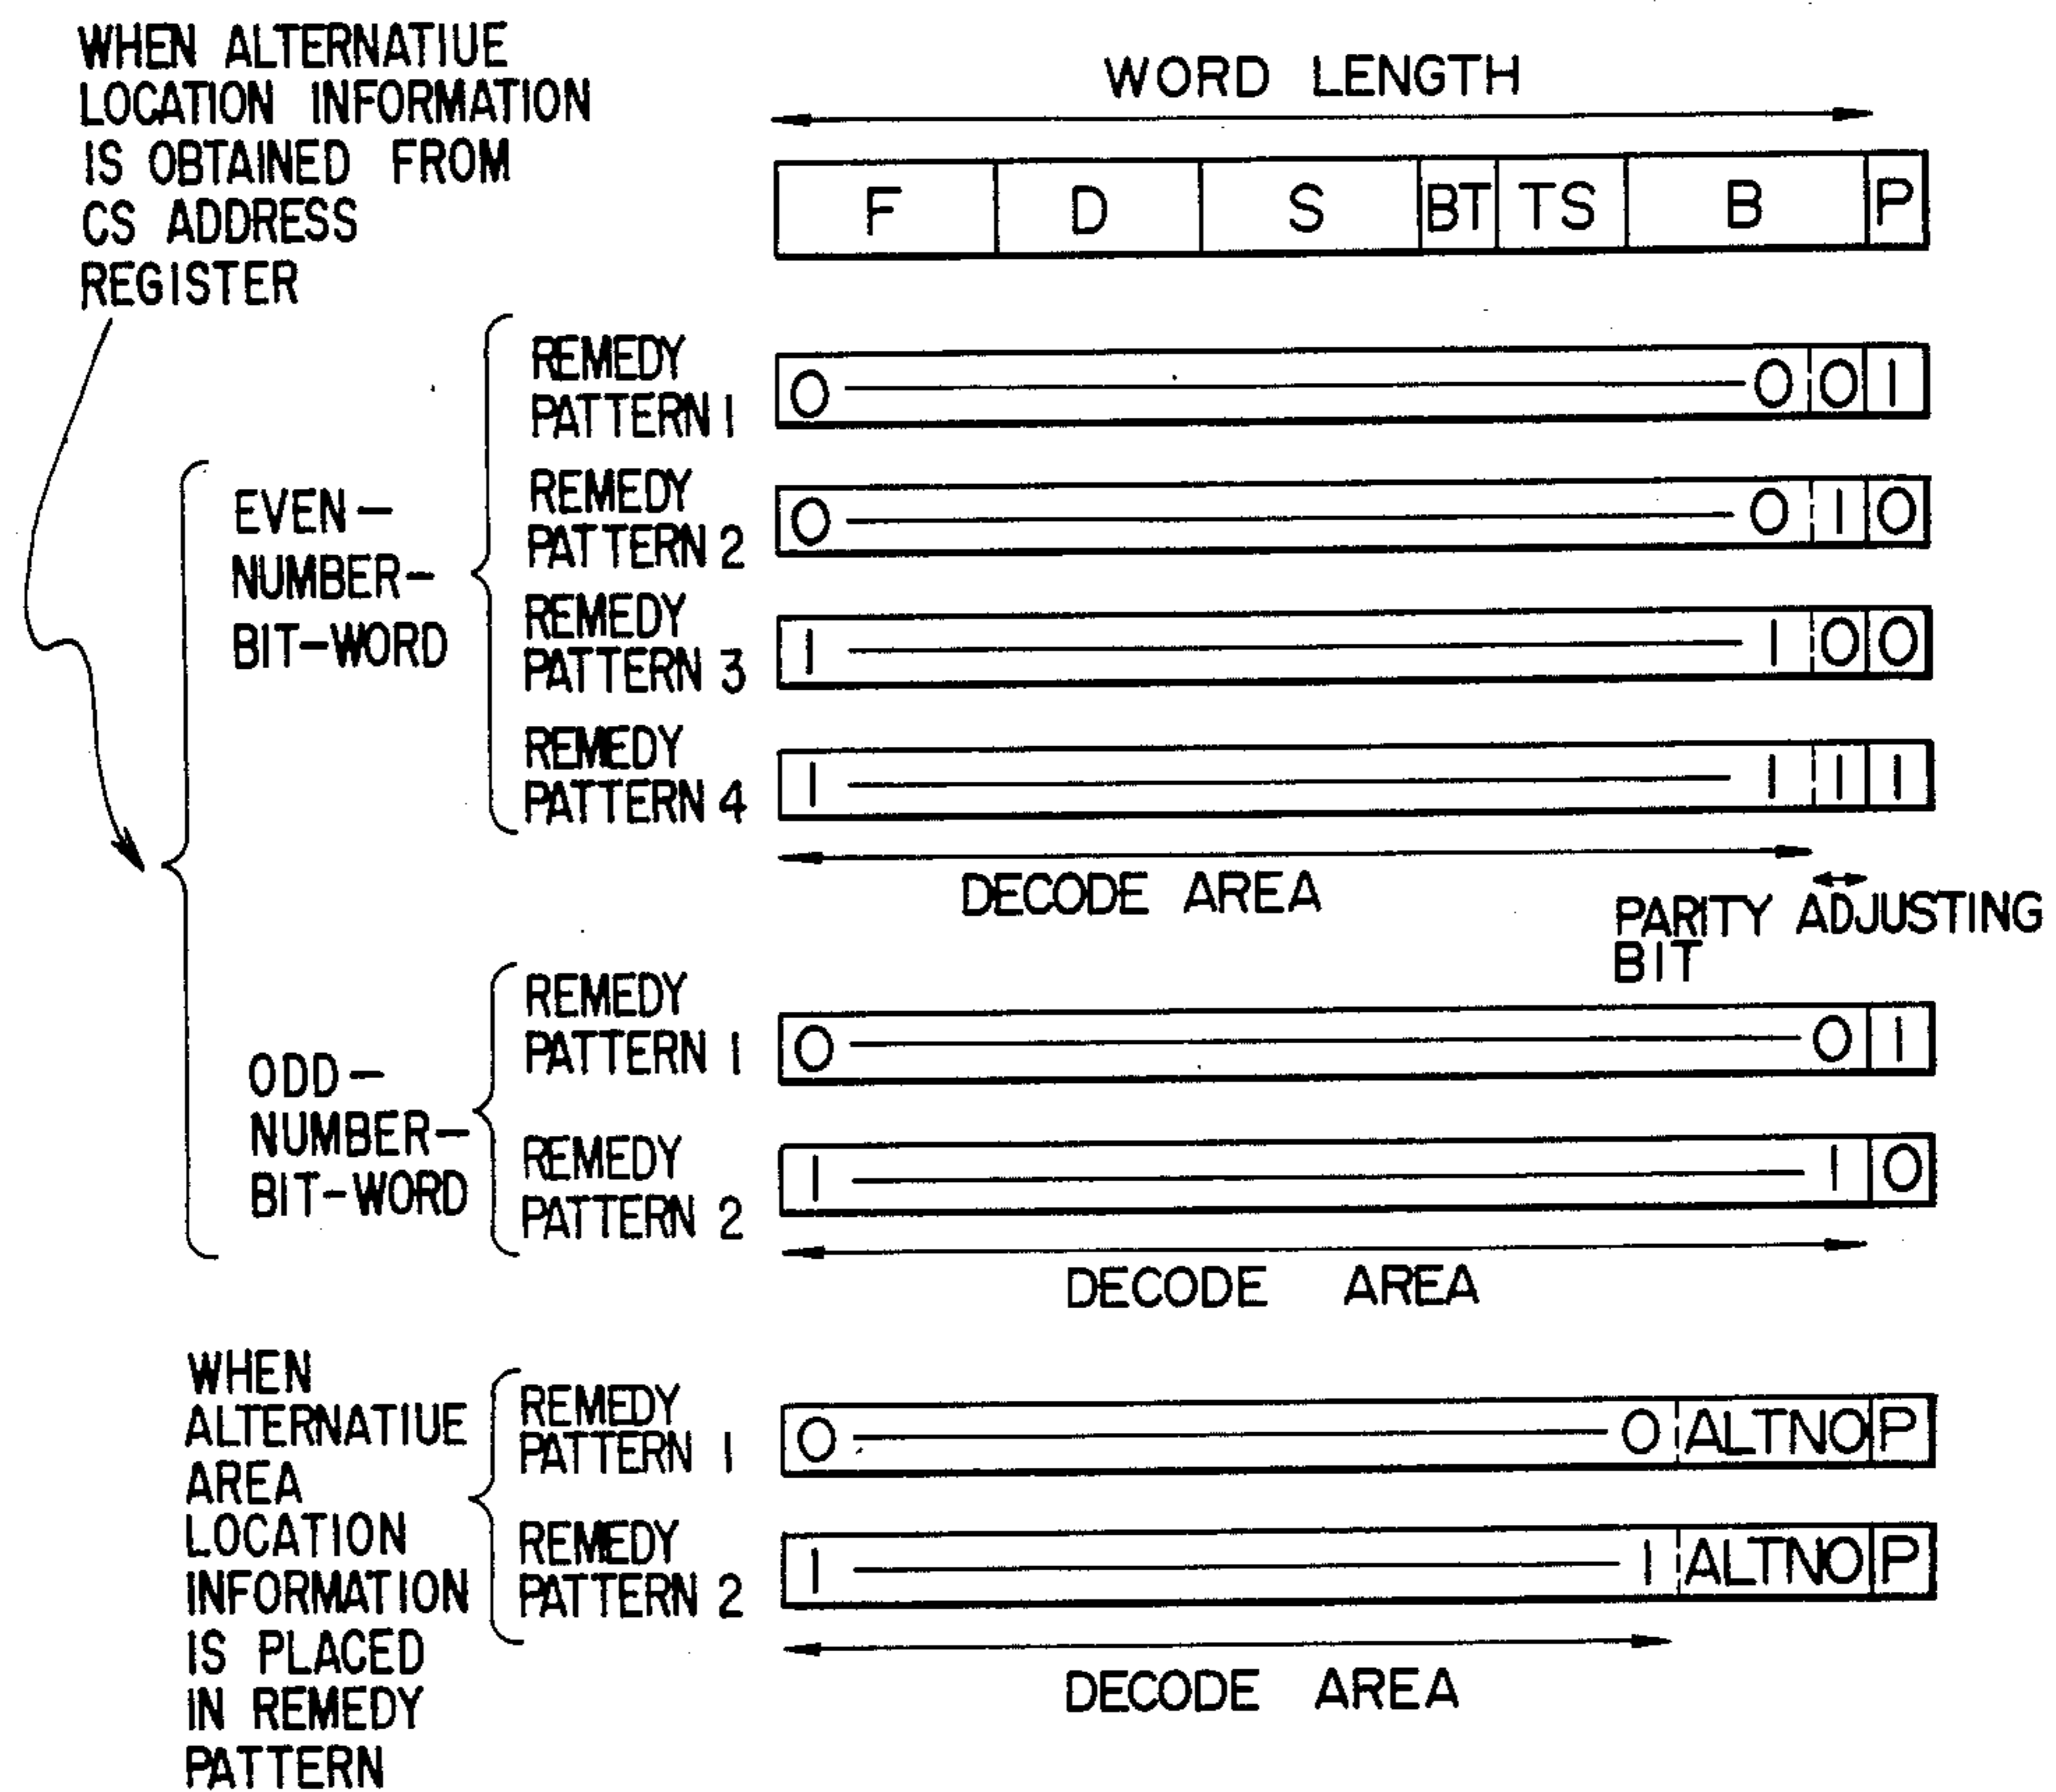 WHEN ALTERNATIUE
LOCATION INFORMATION
IS OBTAINED FROM
CS ADDRESS
REGISTER
WORD LENGTH
F D S BT TS B P
EVEN-
NUMBER-
BIT-WORD
REMEDY
PATTERN 1
0 0 0 1
REMEDY
PATTERN 2
0 0 1 0
REMEDY
PATTERN 3
1 1 0 0
REMEDY
PATTERN 4
1 1 1 1
DECODE AREA
PARITY ADJUSTING
BIT
ODD-
NUMBER-
BIT-WORD
REMEDY
PATTERN 1
0 0 1
REMEDY
PATTERN 2
1 1 0
DECODE AREA
WHEN
ALTERNATIUE
AREA
LOCATION
INFORMATION
IS PLACED
IN REMEDY
PATTERN
REMEDY
PATTERN 1
0 0 ALTNO P
REMEDY
PATTERN 2
1 1 ALTNO P
DECODE AREA